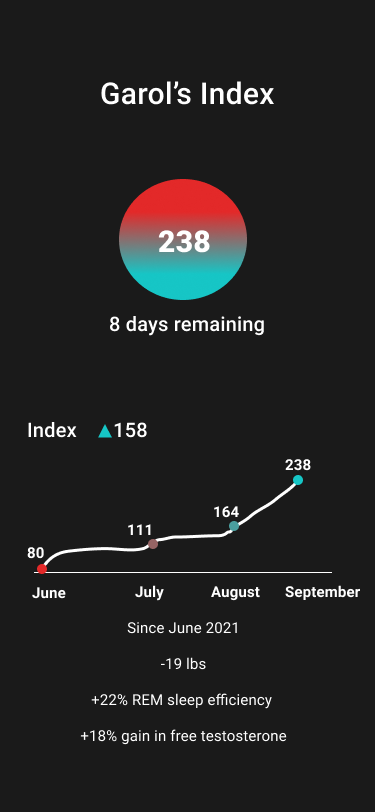 Garol’s Index
238
8 days remaining
Index ▲158
238
164
111
80
June July August September
Since June 2021
-19 lbs
+22% REM sleep efficiency
+18% gain in free testosterone